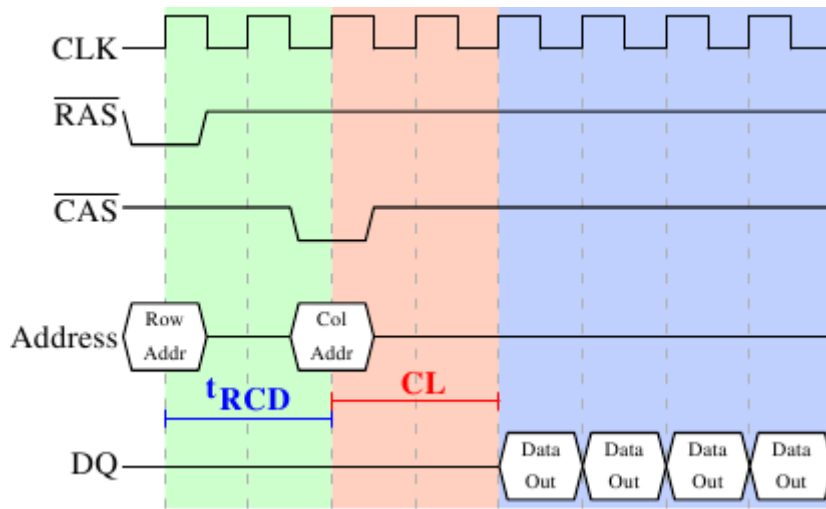 CLK
RAS
CAS
Address
Row
Addr
Col
Addr
tRCD
CL
DQ
Data
Out
Data
Out
Data
Out
Data
Out